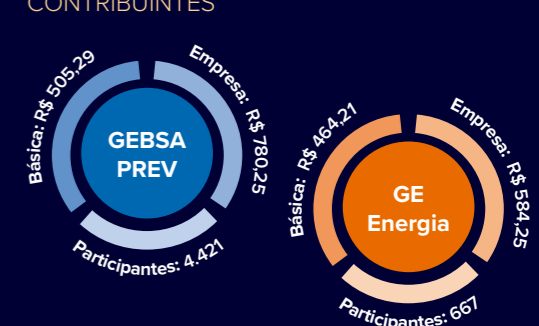 CONTRIBUINTES
Básica: R$ 505,29
Empresa: R$ 780,25
GEBSA
PREV
Participantes: 4.421
Básica: R$ 464,21
Empresa: R$ 584,25
GE
Energia
Participantes: 667